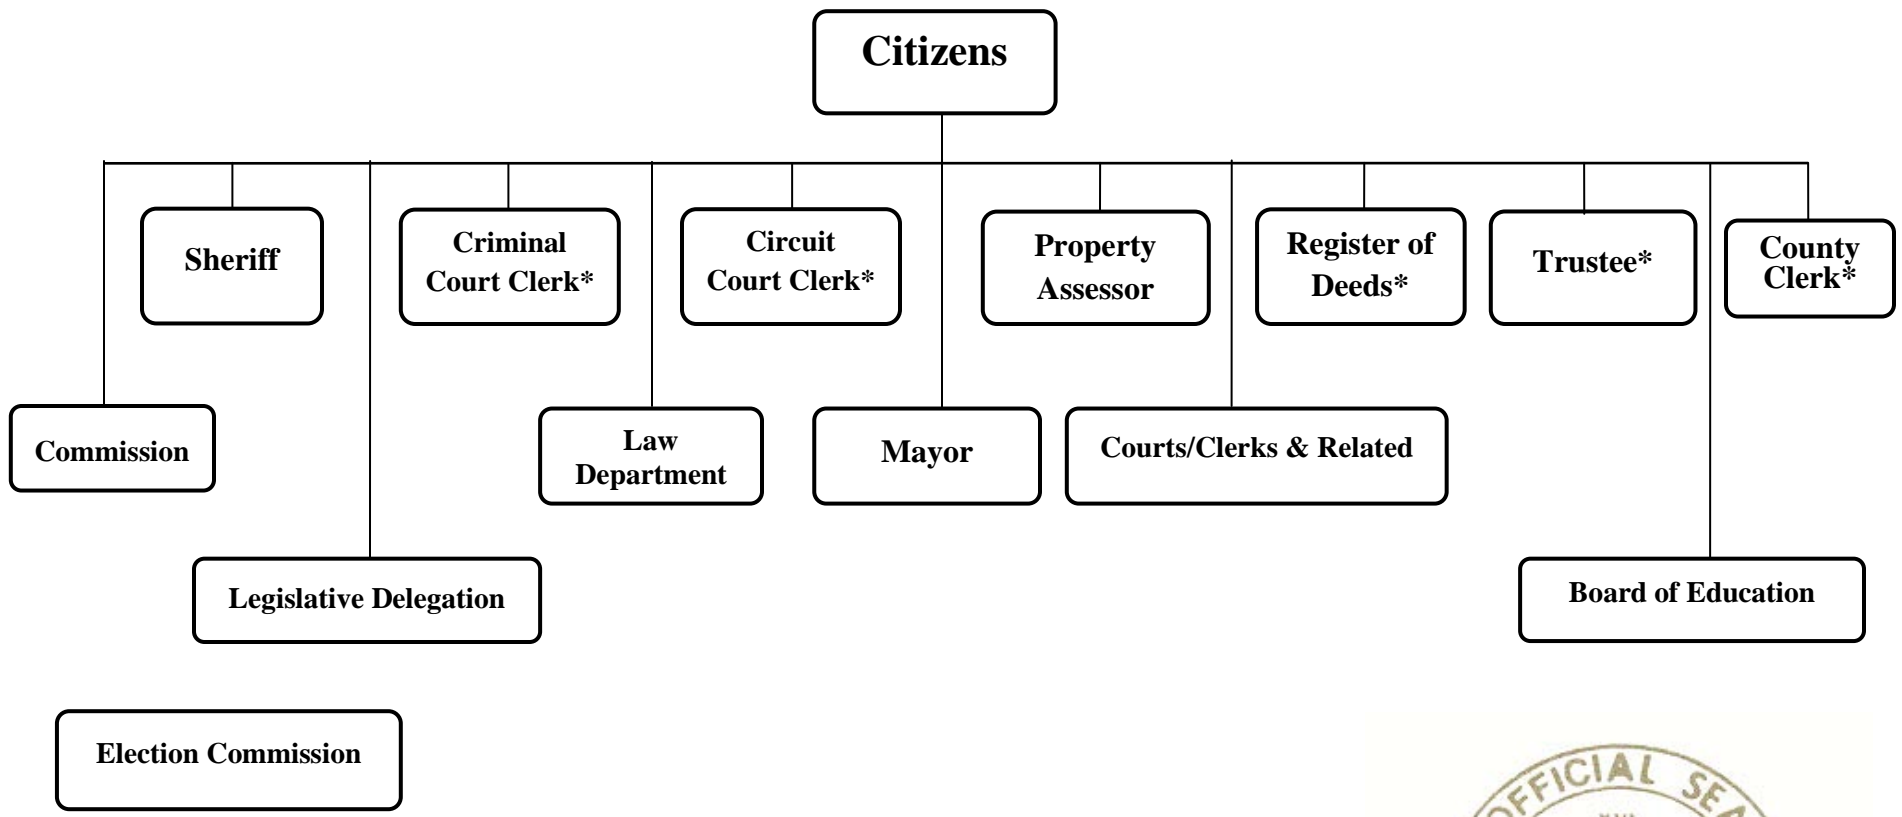 Citizens
Sheriff
Criminal
Court Clerk*
Circuit
Court Clerk*
Property
Assessor
Register of
Deeds*
Trustee*
County
Clerk*
Commission
Law
Department
Mayor
Courts/Clerks & Related
Legislative Delegation
Board of Education
Election Commission
OFFICIAL